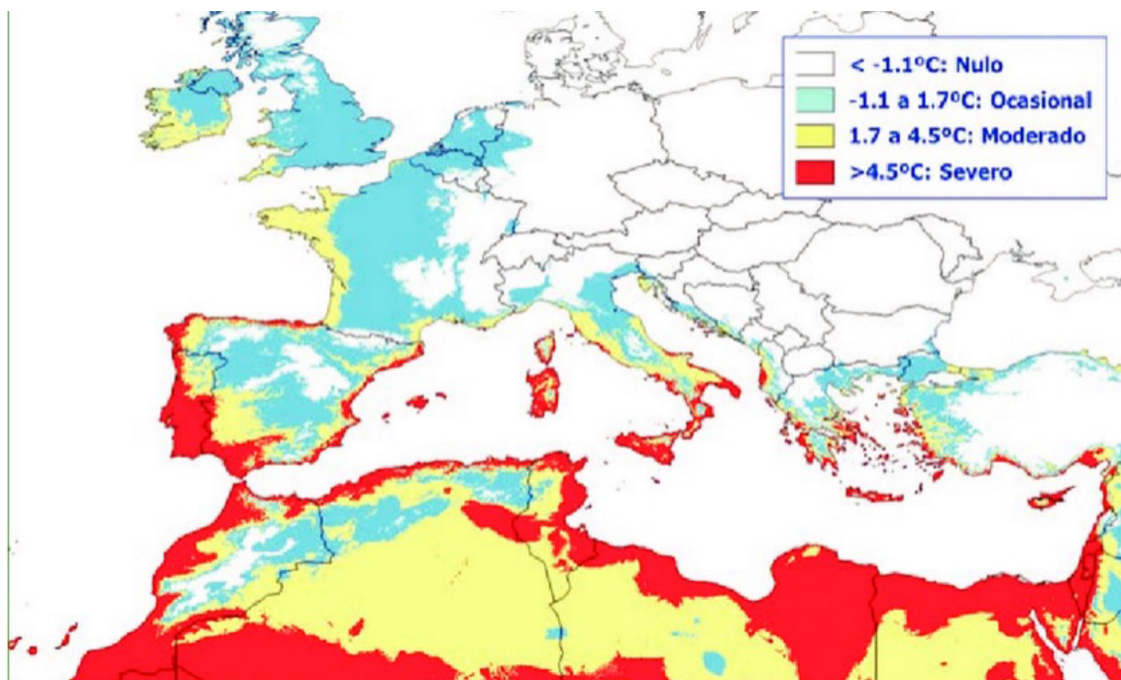 < -1.1ºC: Nulo
-1.1 a 1.7ºC: Ocasional
1.7 a 4.5ºC: Moderado
>4.5ºC: Severo